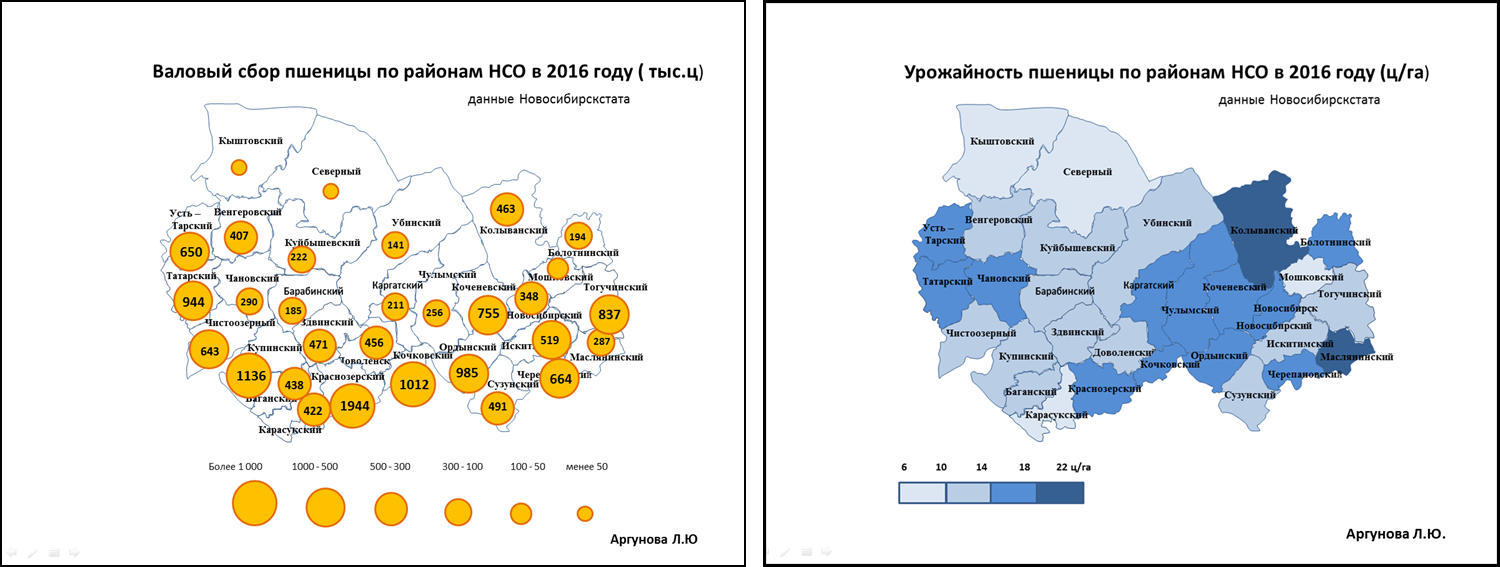 Валовый сбор пшеницы по районам НСО в 2016 году ( тыс.ц)
данные Новосибирскстата
Кыштовский
Северный
463
Колыванский
Усть –
Тарский
650
Венгеровский
407
Куйбышевский
222
Убинский
141
194
Болотнинский
Татарский
944
Чановский
290
Барабинский
185
Каргатский
211
Чулымский
256
Коченевский
755
Мошковский
348
Тогучинский
837
Новосибирский
Чистоозерный
643
Здвинский
471
456
519
287
Маслянинский
Купинский
1136
438
Кочковский
1012
Ордынский
985
664
Краснозерский
1944
422
Карасукский
Сузунский
491
Более 1 000
1000 - 500
500 - 300
300 - 100
100 - 50
менее 50
Аргунова Л.Ю
Урожайность пшеницы по районам НСО в 2016 году (ц/га)
данные Новосибирскстата
Кыштовский
Северный
Венгеровский
Усть –
Тарский
Куйбышевский
Убинский
Колыванский
Болотнинский
Татарский
Чановский
Барабинский
Каргатский
Коченевский
Мошковский
Тогучинский
Чулымский
Новосибирск
Новосибирский
Чистоозерный
Здвинский
Искитимский
Купинский
Доволенский
Кочковский
Ордынский
Маслянинский
Черепановский
Баганский
Краснозерский
Сузунский
Карасукский
6 10 14 18 22 ц/га
Аргунова Л.Ю.